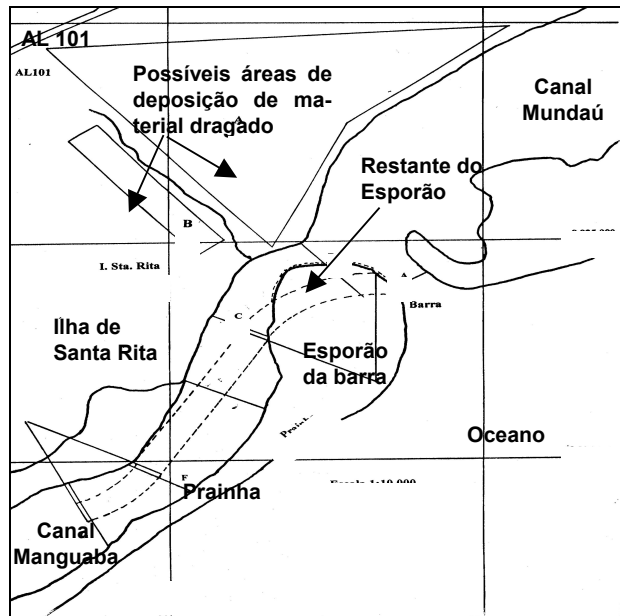 AL 101
AL101
Possíveis áreas de
deposição de ma-
terial dragado
A
Canal
Mundaú
Restante do
Esporão
B
I. Sta. Rita
A
Barra
C
Ilha de
Santa Rita
Esporão
da barra
Oceano
F
Prainha
Canal
Manguaba